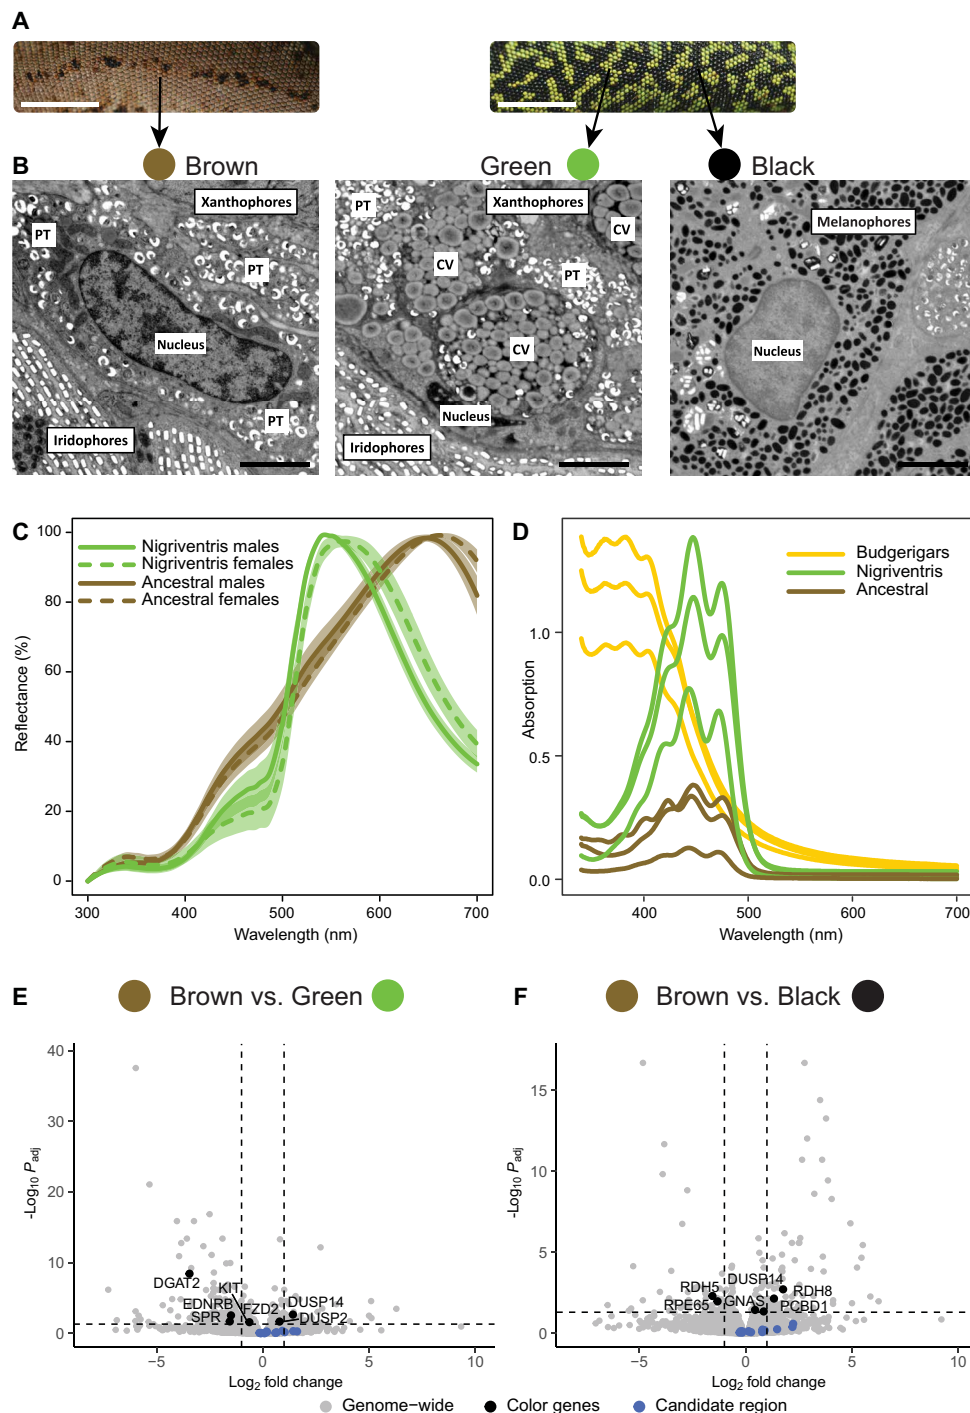 A
B
Brown
Green
Black
Xanthophores
PT
PT
Nucleus
PT
Iridophores
PT
Xanthophores
CV
CV
PT
CV
Nucleus
Iridophores
Melanophores
Nucleus
C
100
80
60
40
20
0
Reflectance (%)
Nigriventris males
Nigriventris females
Ancestral males
Ancestral females
300
400
500
600
700
Wavelength (nm)
D
1.0
0.5
0.0
Absorption
Budgerigars
Nigriventris
Ancestral
400
500
600
700
Wavelength (nm)
E
Brown vs. Green
40
30
20
10
0
-Log10 Padj
DGAT2
KIT
EDNRB
SPR
FZD2
DUSP14
DUSP2
−5
0
5
10
Log2 fold change
F
Brown vs. Black
15
10
5
0
-Log10 Padj
RDH5
DUSP14
RDH8
RPE65
GNAS
PCBD1
−5
0
5
10
Log2 fold change
Genome−wide
Color genes
Candidate region